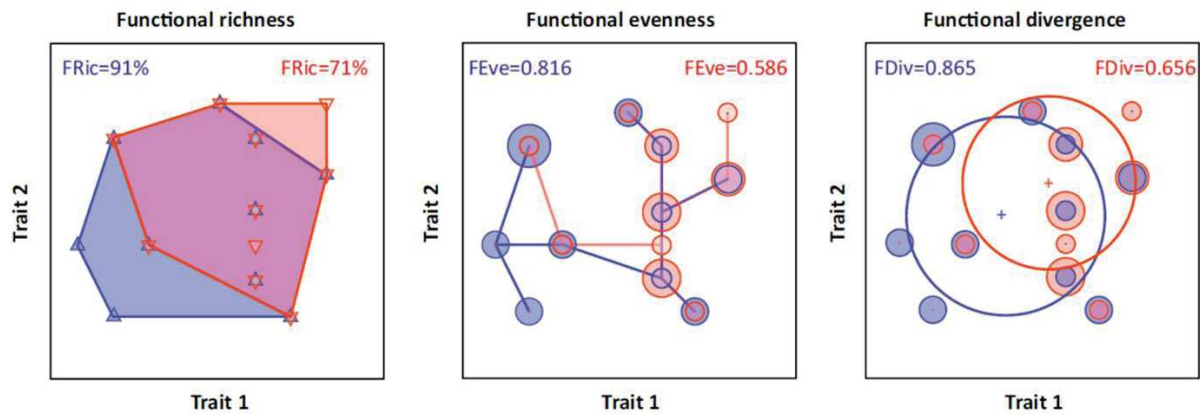 Functional richness
FRic=91%
FRic=71%
Trait 2
Trait 1
Functional evenness
FEve=0.816
FEve=0.586
Trait 2
Trait 1
Functional divergence
FDiv=0.865
FDiv=0.656
Trait 2
Trait 1